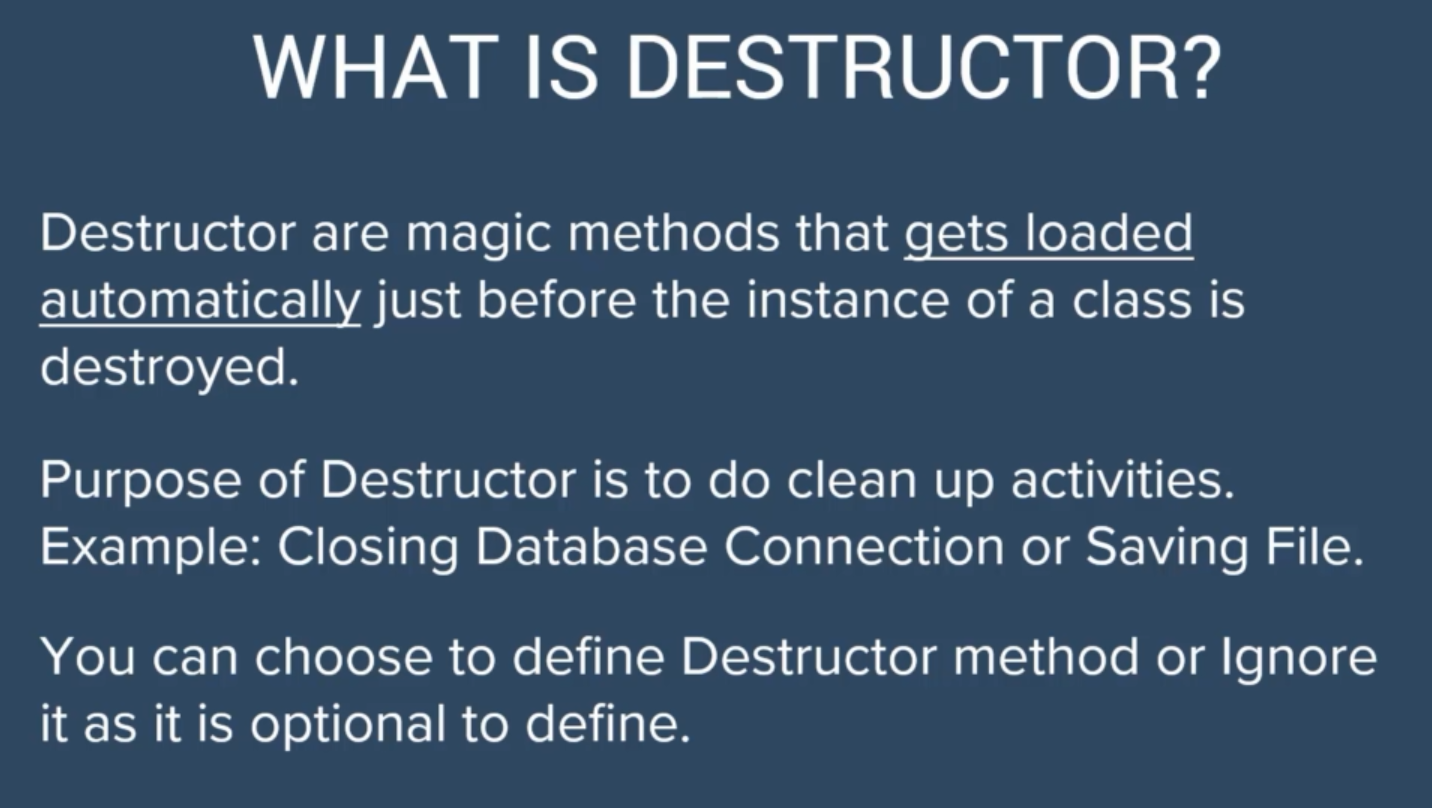 WHAT IS DESTRUCTOR?
Destructor are magic methods that gets loaded
automatically just before the instance of a class is
destroyed.
Purpose of Destructor is to do clean up activities.
Example: Closing Database Connection or Saving File.
You can choose to define Destructor method or Ignore
it as it is optional to define.